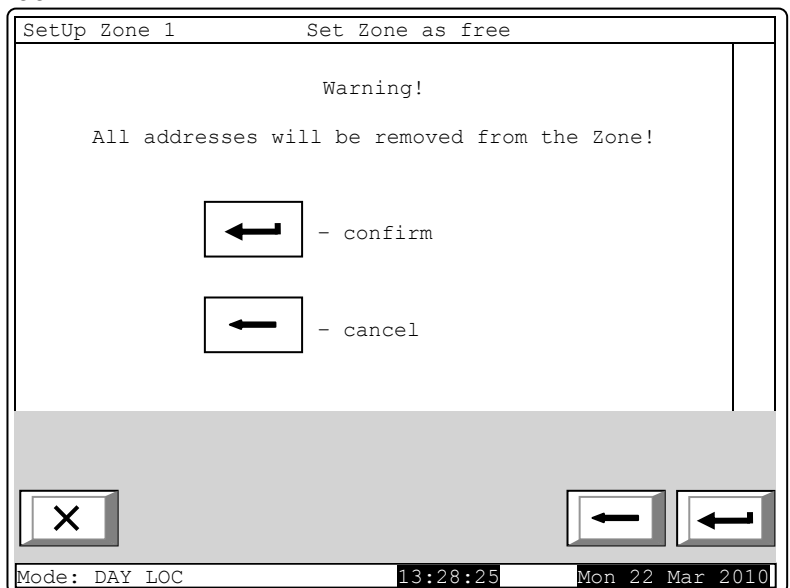 SetUp Zone 1 Set Zone as free
Warning!
All addresses will be removed from the Zone!
- confirm
- cancel
Mode: DAY LOC 13:28:25 Mon 22 Mar 2010